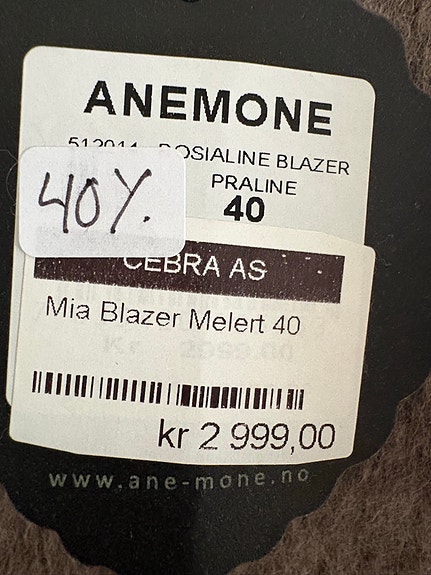 ANEMONE
BLAZER
PRALINE
40
40%.
CEBRA AS
Mia Blazer Melert 40
kr 2 999,00
www.ane-mone.no